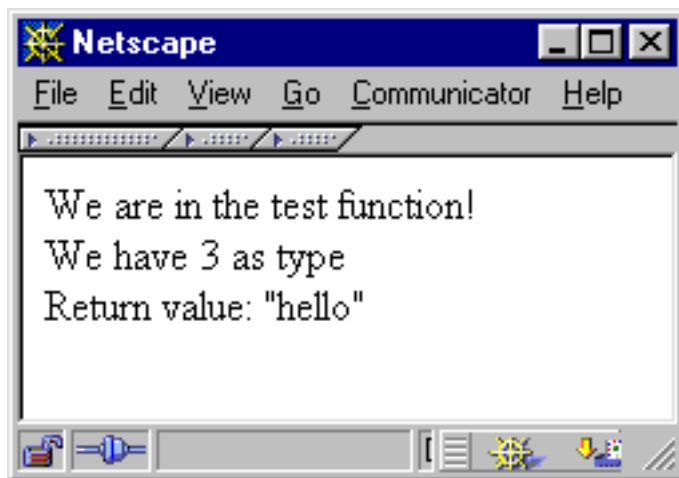 Netscape
File Edit View Go Communicator Help
We are in the test function!
We have 3 as type
Return value: "hello"